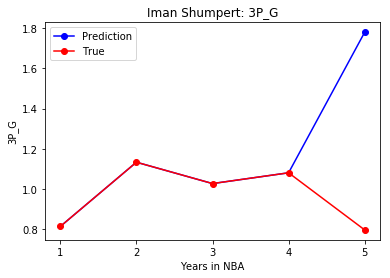 Iman Shumpert: 3P_G
Prediction
True
3P_G
1.8
1.6
1.4
1.2
1.0
0.8
1 2 3 4 5
Years in NBA